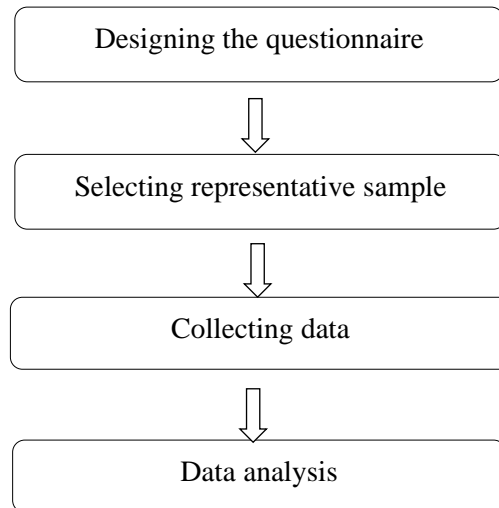 Designing the questionnaire
Selecting representative sample
Collecting data
Data analysis